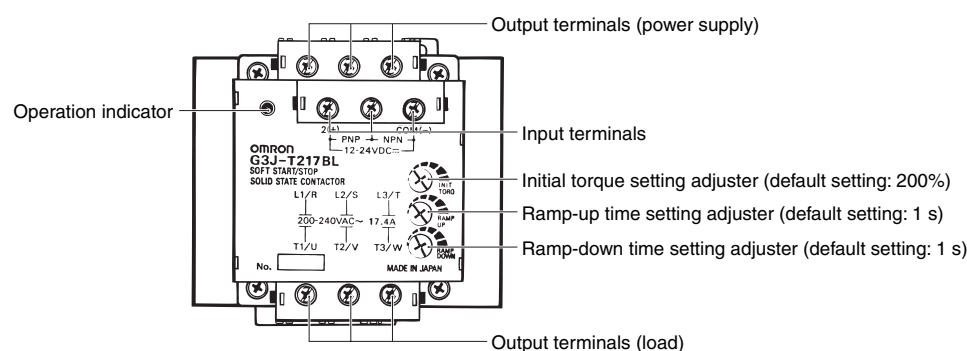 Output terminals (power supply)
Operation indicator
2(+) COM(-)
PNP NPN
12-24VDC
Input terminals
OMRON
G3J-T217BL
SOFT START/STOP
SOLID STATE CONTACTOR
INIT
TORQ
Initial torque setting adjuster (default setting: 200%)
L1/R L2/S L3/T
RAMP
UP
Ramp-up time setting adjuster (default setting: 1 s)
200-240VAC~ 17.4A
T1/U T2/V T3/W
RAMP
DOWN
Ramp-down time setting adjuster (default setting: 1 s)
No. MADE IN JAPAN
Output terminals (load)